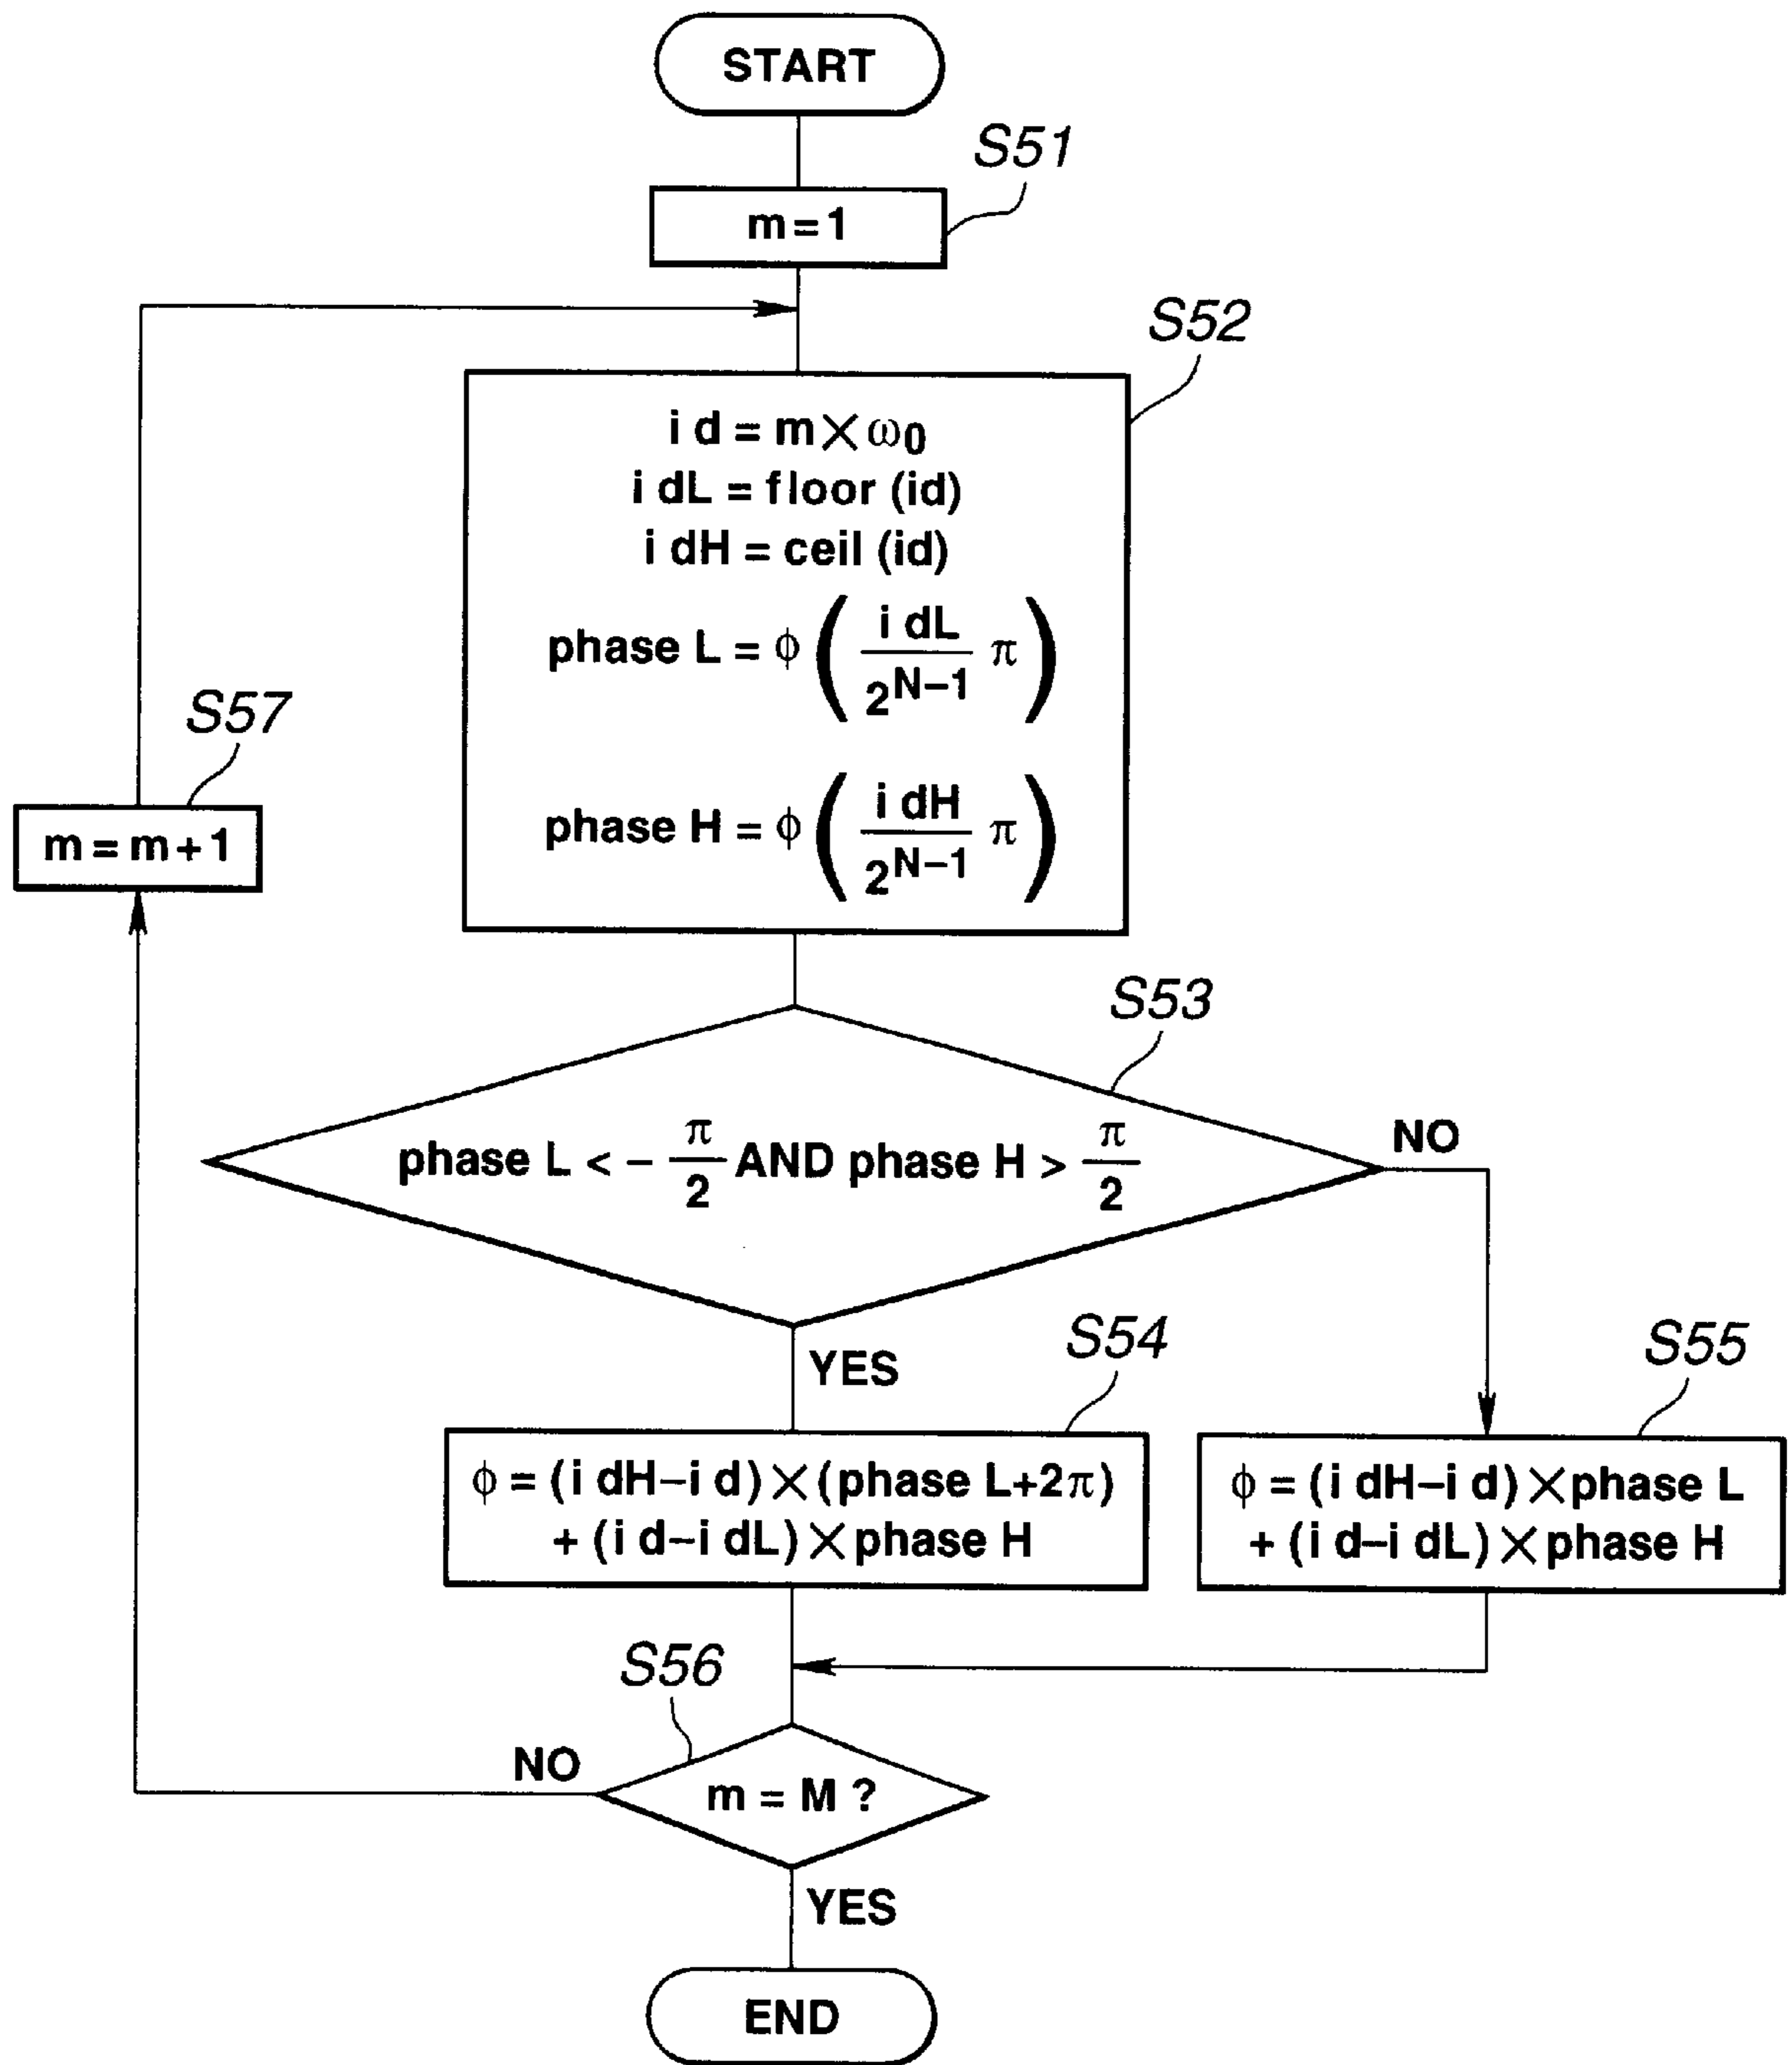 START
S51
m = 1
S52
i d = m × ω0
i dL = floor (id)
i dH = ceil (id)
phase L = φ ( i dL / 2^N−1 π )
S57
phase H = φ ( i dH / 2^N−1 π )
m = m + 1
S53
phase L < − π/2 AND phase H > π/2
NO
YES
S54
S55
φ = (i dH−i d) × (phase L+2π)
+ (i d−i dL) × phase H
φ = (i dH−i d) × phase L
+ (i d−i dL) × phase H
S56
NO
m = M ?
YES
END